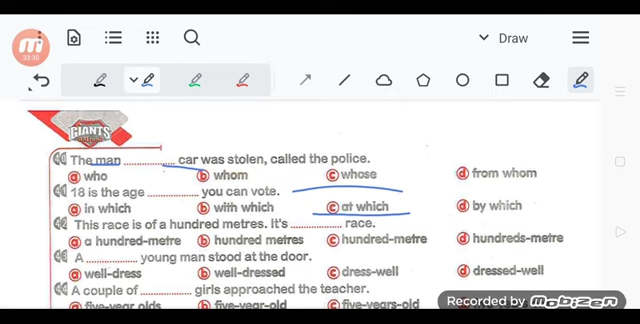 Draw
m
33:30
GIANTS
The man ............ car was stolen, called the police.
a who b whom c whose d from whom
18 is the age ............ you can vote.
a in which b with which c at which d by which
This race is of a hundred metres. It's ............ race.
a a hundred-metre b hundred metres c hundred-metre d hundreds-metre
A ............ young man stood at the door.
a well-dress b well-dressed c dress-well d dressed-well
A couple of ............ girls approached the teacher.
a five-year olds b five-year-old c five-years-old d
Recorded by Mobizen